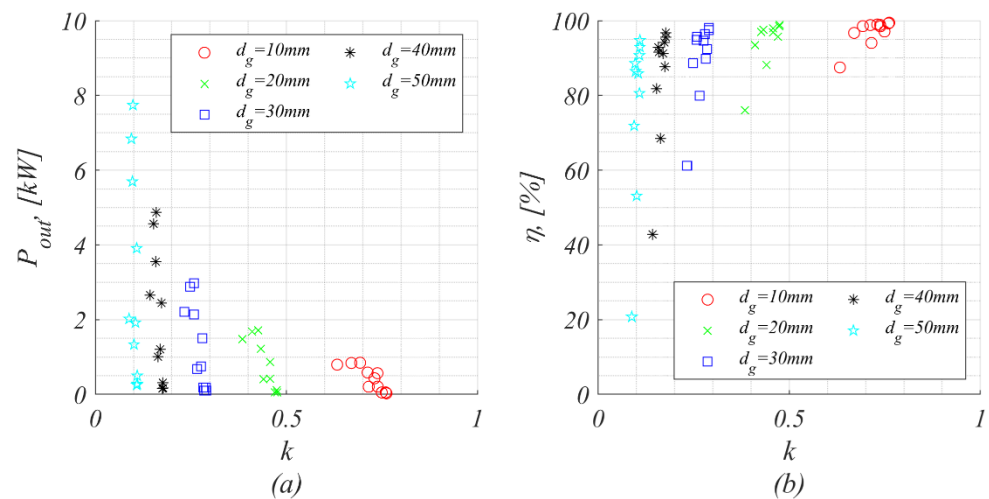 10
8
6
4
2
0
P_out, [kW]
d_g=10mm
d_g=20mm
d_g=30mm
d_g=40mm
d_g=50mm
0 0.5 1
k
(a)
100
80
60
40
20
0
η, [%]
d_g=10mm
d_g=20mm
d_g=30mm
d_g=40mm
d_g=50mm
0 0.5 1
k
(b)